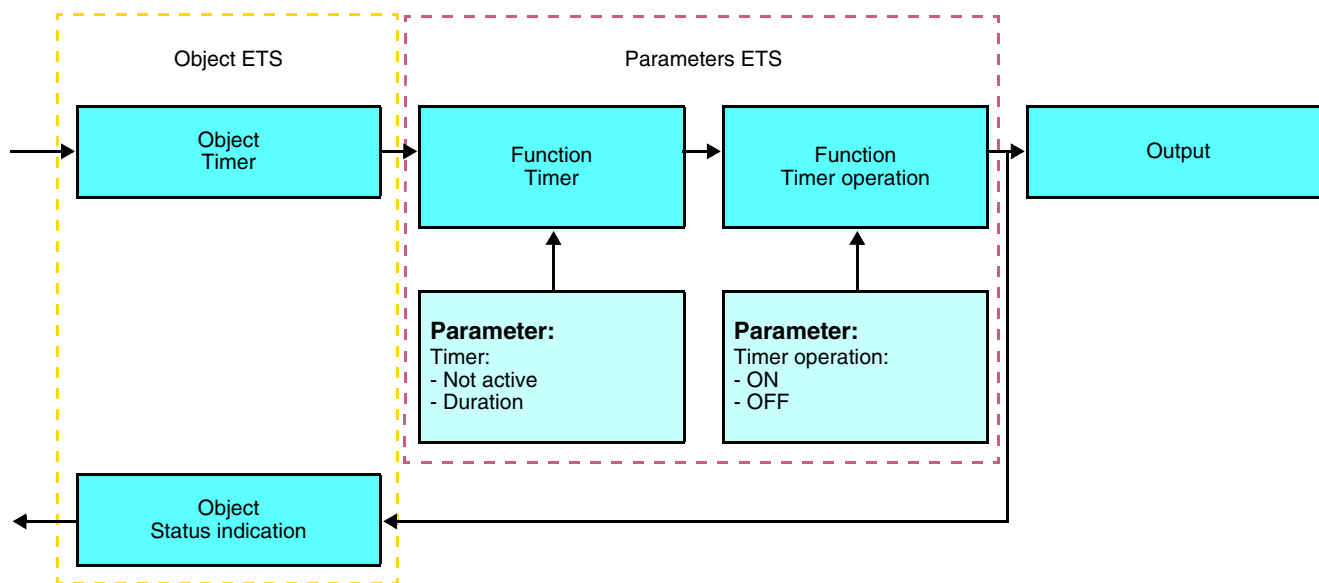 Object ETS
Parameters ETS
Object
Timer
Function
Timer
Function
Timer operation
Output
Parameter:
Timer:
- Not active
- Duration
Parameter:
Timer operation:
- ON
- OFF
Object
Status indication